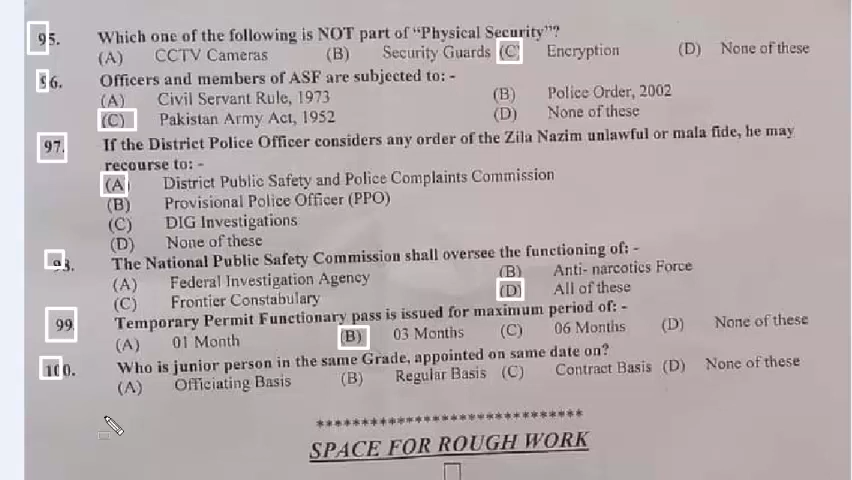 95. Which one of the following is NOT part of “Physical Security”?
(A) CCTV Cameras (B) Security Guards (C) Encryption (D) None of these
96. Officers and members of ASF are subjected to: -
(A) Civil Servant Rule, 1973 (B) Police Order, 2002
(C) Pakistan Army Act, 1952 (D) None of these
97. If the District Police Officer considers any order of the Zila Nazim unlawful or mala fide, he may
recourse to: -
(A) District Public Safety and Police Complaints Commission
(B) Provisional Police Officer (PPO)
(C) DIG Investigations
(D) None of these
98. The National Public Safety Commission shall oversee the functioning of: -
(A) Federal Investigation Agency (B) Anti- narcotics Force
(C) Frontier Constabulary (D) All of these
99. Temporary Permit Functionary pass is issued for maximum period of: -
(A) 01 Month (B) 03 Months (C) 06 Months (D) None of these
100. Who is junior person in the same Grade, appointed on same date on?
(A) Officiating Basis (B) Regular Basis (C) Contract Basis (D) None of these
*****************************
SPACE FOR ROUGH WORK